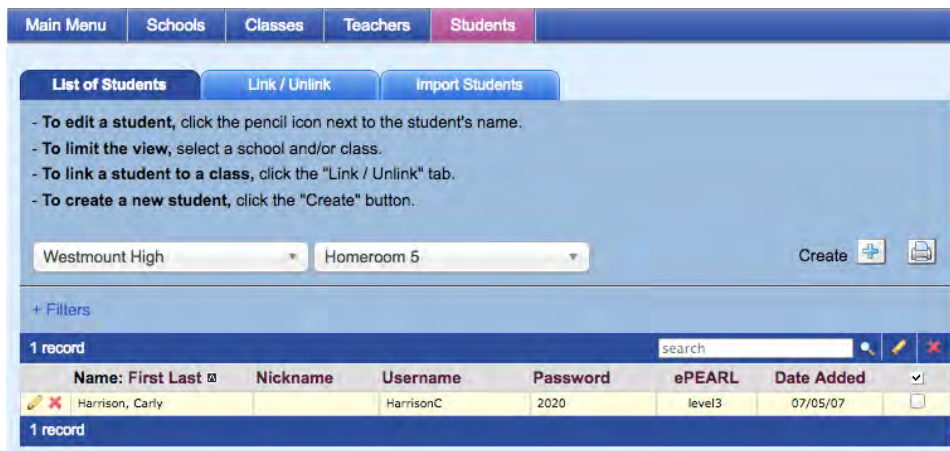 Main Menu Schools Classes Teachers Students
List of Students Link / Unlink Import Students
- To edit a student, click the pencil icon next to the student's name.
- To limit the view, select a school and/or class.
- To link a student to a class, click the "Link / Unlink" tab.
- To create a new student, click the "Create" button.
Westmount High Homeroom 5 Create
+ Filters
1 record search
Name: First Last Nickname Username Password ePEARL Date Added
Harrison, Carly HarrisonC 2020 level3 07/05/07
1 record